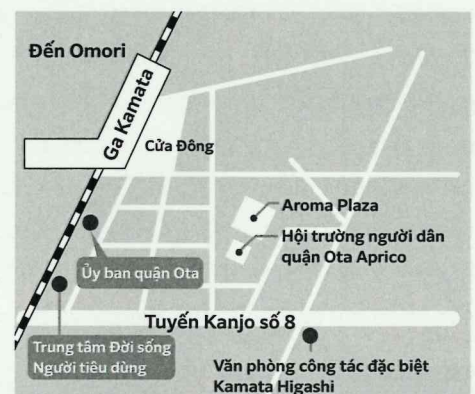 Đến Omori
Ga Kamata
Cửa Đông
Aroma Plaza
Hội trường người dân
quận Ota Aprico
Ủy ban quận Ota
Tuyến Kanjo số 8
Trung tâm Đời sống
Người tiêu dùng
Văn phòng công tác đặc biệt
Kamata Higashi